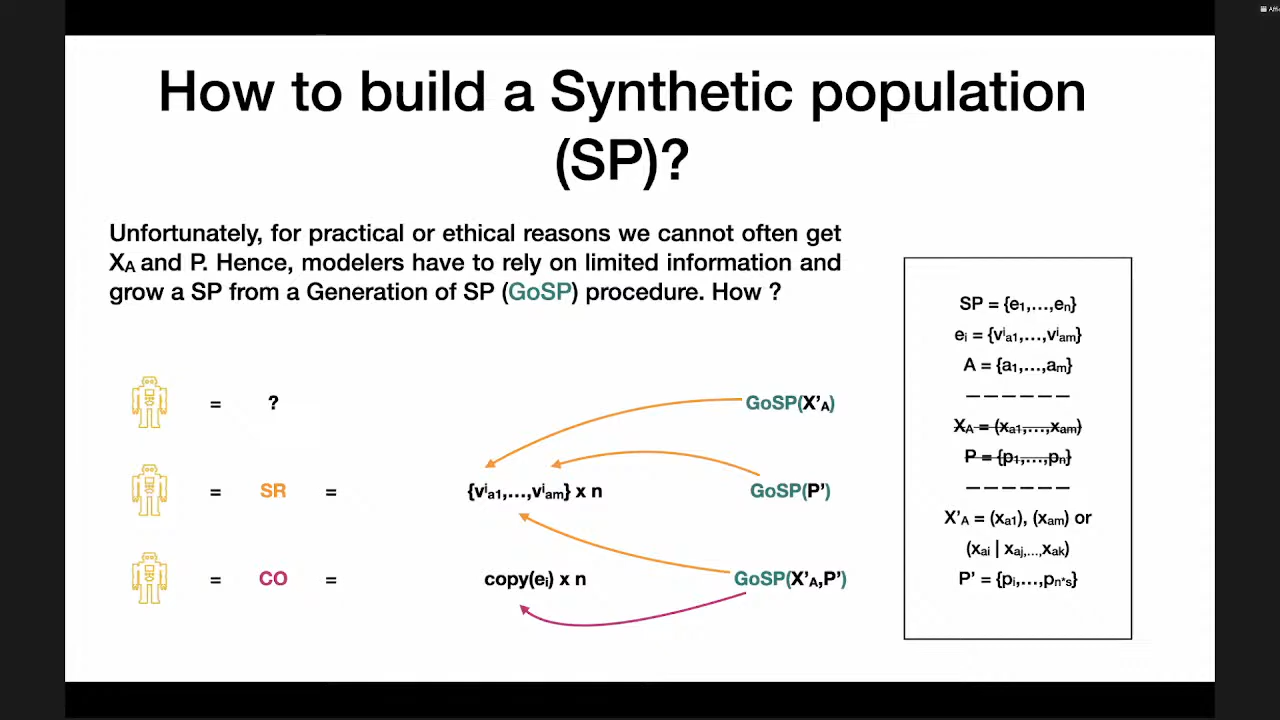 How to build a Synthetic population
(SP)?
Unfortunately, for practical or ethical reasons we cannot often get
XA and P. Hence, modelers have to rely on limited information and
grow a SP from a Generation of SP (GoSP) procedure. How ?
= ?
GoSP(X’A)
= SR = {vⁱa1,…,vⁱam} x n
GoSP(P’)
= CO = copy(ei) x n
GoSP(X’A,P’)
SP = {e1,…,en}
ei = {vⁱa1,…,vⁱam}
A = {a1,…,am}
— — — — — —
XA = (xa1,…,xam)
P = {p1,…,pn}
— — — — — —
X’A = (xa1), (xam) or
(xai | xaj,…,xak)
P’ = {pi,…,pn*s}